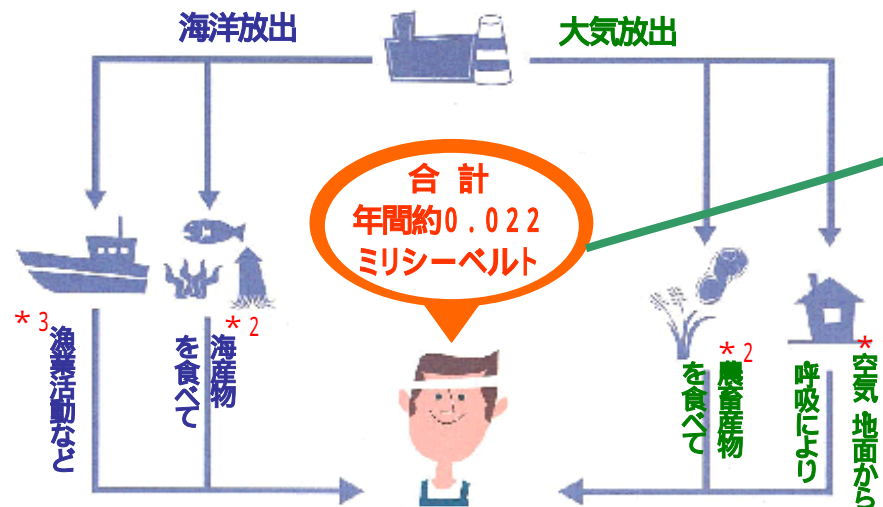 海洋放出
大気放出
合計
年間約0.022
ミリシーベルト
*3
漁業活動など
*2
海産物
を食べて
*2
農畜産物
を食べて
*
空気・地面から
呼吸により